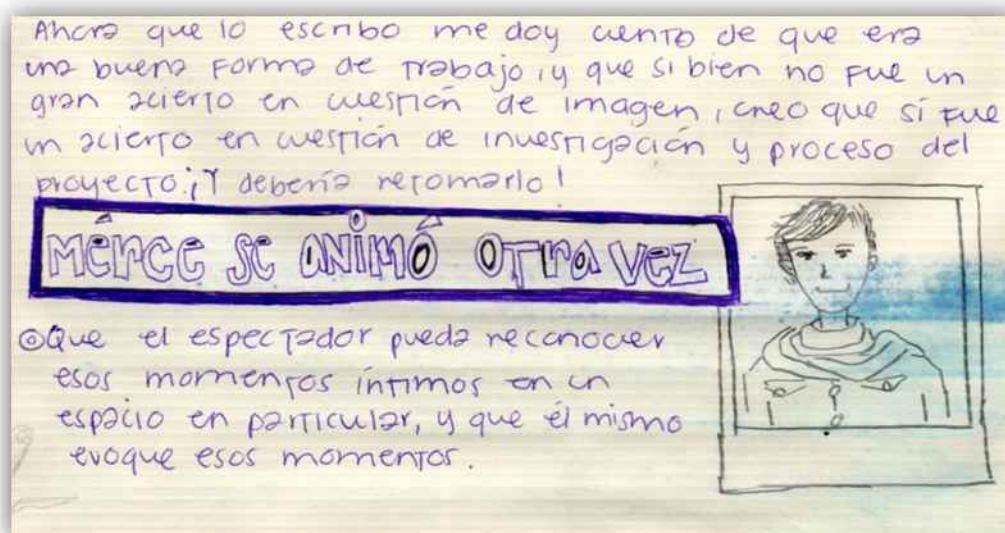 Ahora que lo escribo me doy cuenta de que era
una buena forma de trabajo, y que si bien no fue un
gran acierto en cuestión de imagen, creo que sí fue
un acierto en cuestión de investigación y proceso del
proyecto. ¡Y debería retomarlo!
MÉRCE SE ANIMÓ OTRA VEZ
Que el espectador pueda reconocer
esos momentos íntimos en un
espacio en particular, y que él mismo
evoque esos momentos.